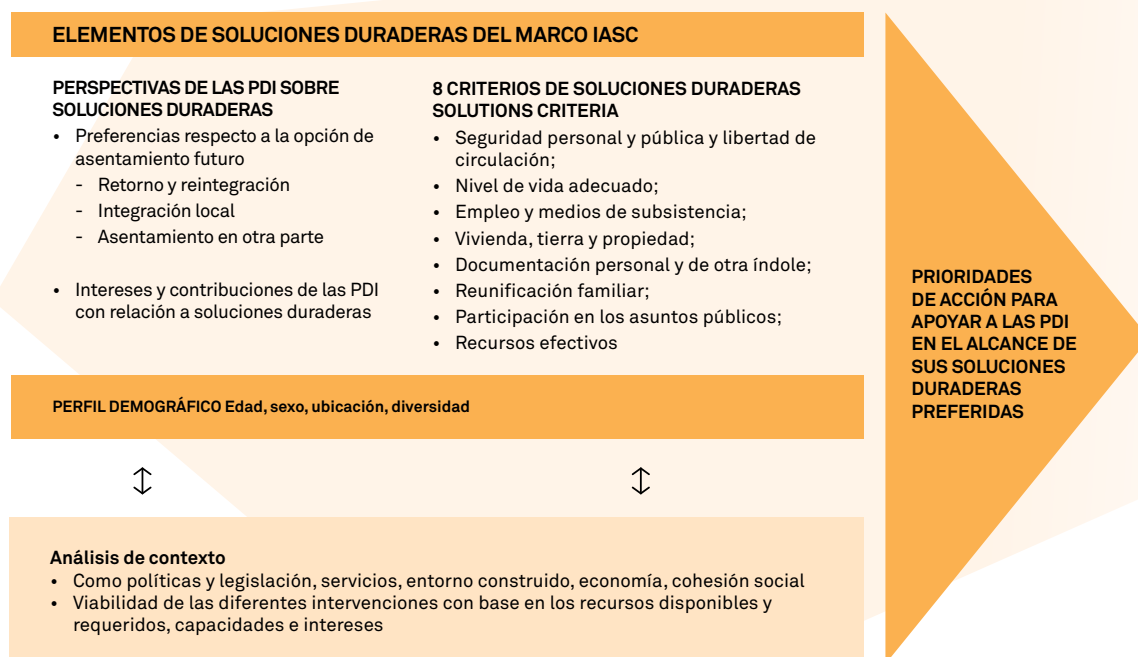 ELEMENTOS DE SOLUCIONES DURADERAS DEL MARCO IASC
PERSPECTIVAS DE LAS PDI SOBRE
SOLUCIONES DURADERAS
• Preferencias respecto a la opción de
asentamiento futuro
- Retorno y reintegración
- Integración local
- Asentamiento en otra parte
• Intereses y contribuciones de las PDI
con relación a soluciones duraderas
8 CRITERIOS DE SOLUCIONES DURADERAS
SOLUTIONS CRITERIA
• Seguridad personal y pública y libertad de
circulación;
• Nivel de vida adecuado;
• Empleo y medios de subsistencia;
• Vivienda, tierra y propiedad;
• Documentación personal y de otra índole;
• Reunificación familiar;
• Participación en los asuntos públicos;
• Recursos efectivos
PERFIL DEMOGRÁFICO Edad, sexo, ubicación, diversidad
Análisis de contexto
• Como políticas y legislación, servicios, entorno construido, economía, cohesión social
• Viabilidad de las diferentes intervenciones con base en los recursos disponibles y
requeridos, capacidades e intereses
PRIORIDADES
DE ACCIÓN PARA
APOYAR A LAS PDI
EN EL ALCANCE DE
SUS SOLUCIONES
DURADERAS
PREFERIDAS